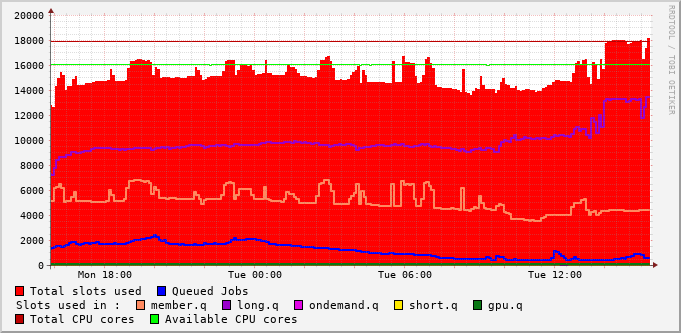 20000
18000
16000
14000
12000
10000
8000
6000
4000
2000
0
Mon 18:00 Tue 00:00 Tue 06:00 Tue 12:00
RRDTOOL / TOBI OETIKER
Total slots used Queued Jobs
Slots used in : member.q long.q ondemand.q short.q gpu.q
Total CPU cores Available CPU cores